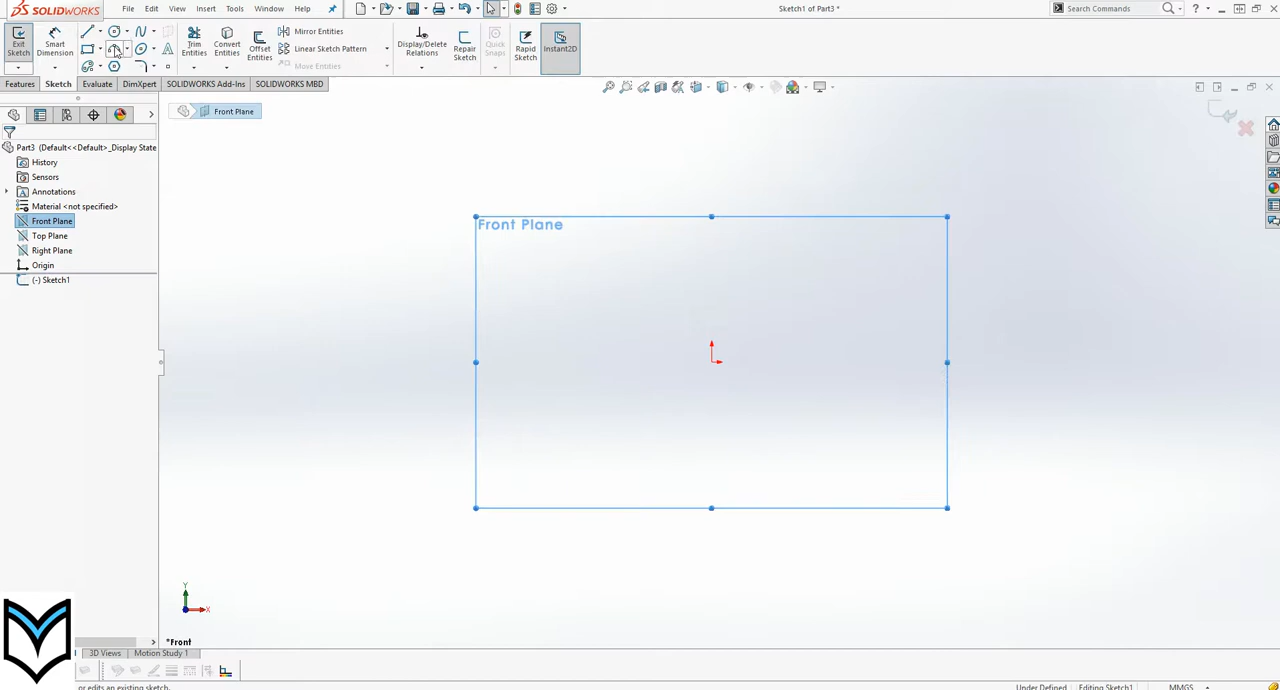 SOLIDWORKS
File
Edit
View
Insert
Tools
Window
Help
Sketch1 of Part3 *
Search Commands
?
Exit Sketch
Smart Dimension
Trim Entities
Convert Entities
Offset Entities
Mirror Entities
Linear Sketch Pattern
Move Entities
Display/Delete Relations
Repair Sketch
Quick Snaps
Rapid Sketch
Instant2D
Features
Sketch
Evaluate
DimXpert
SOLIDWORKS Add-Ins
SOLIDWORKS MBD
Front Plane
Part3 (Default<<Default>_Display State
History
Sensors
Annotations
Material <not specified>
Front Plane
Top Plane
Right Plane
Origin
(-) Sketch1
Front Plane
Y
X
*Front
3D Views
Motion Study 1
or edits an existing sketch.
Under Defined
Editing Sketch1
MMGS